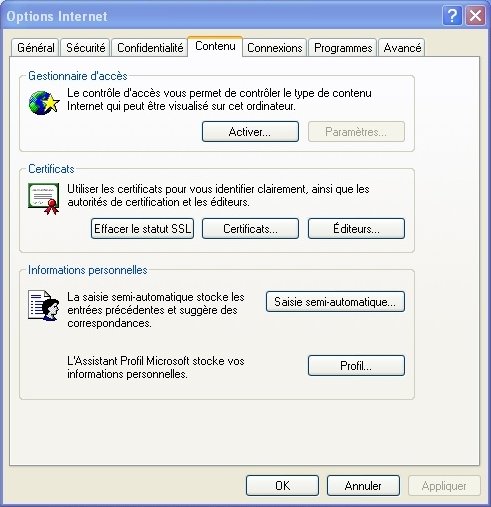 Options Internet
Général Sécurité Confidentialité Contenu Connexions Programmes Avancé
Gestionnaire d'accès
Le contrôle d'accès vous permet de contrôler le type de contenu
Internet qui peut être visualisé sur cet ordinateur.
Activer... Paramètres...
Certificats
Utiliser les certificats pour vous identifier clairement, ainsi que les
autorités de certification et les éditeurs.
Effacer le statut SSL Certificats... Éditeurs...
Informations personnelles
La saisie semi-automatique stocke les
entrées précédentes et suggère des
correspondances.
Saisie semi-automatique...
L'Assistant Profil Microsoft stocke vos
informations personnelles.
Profil...
OK Annuler Appliquer